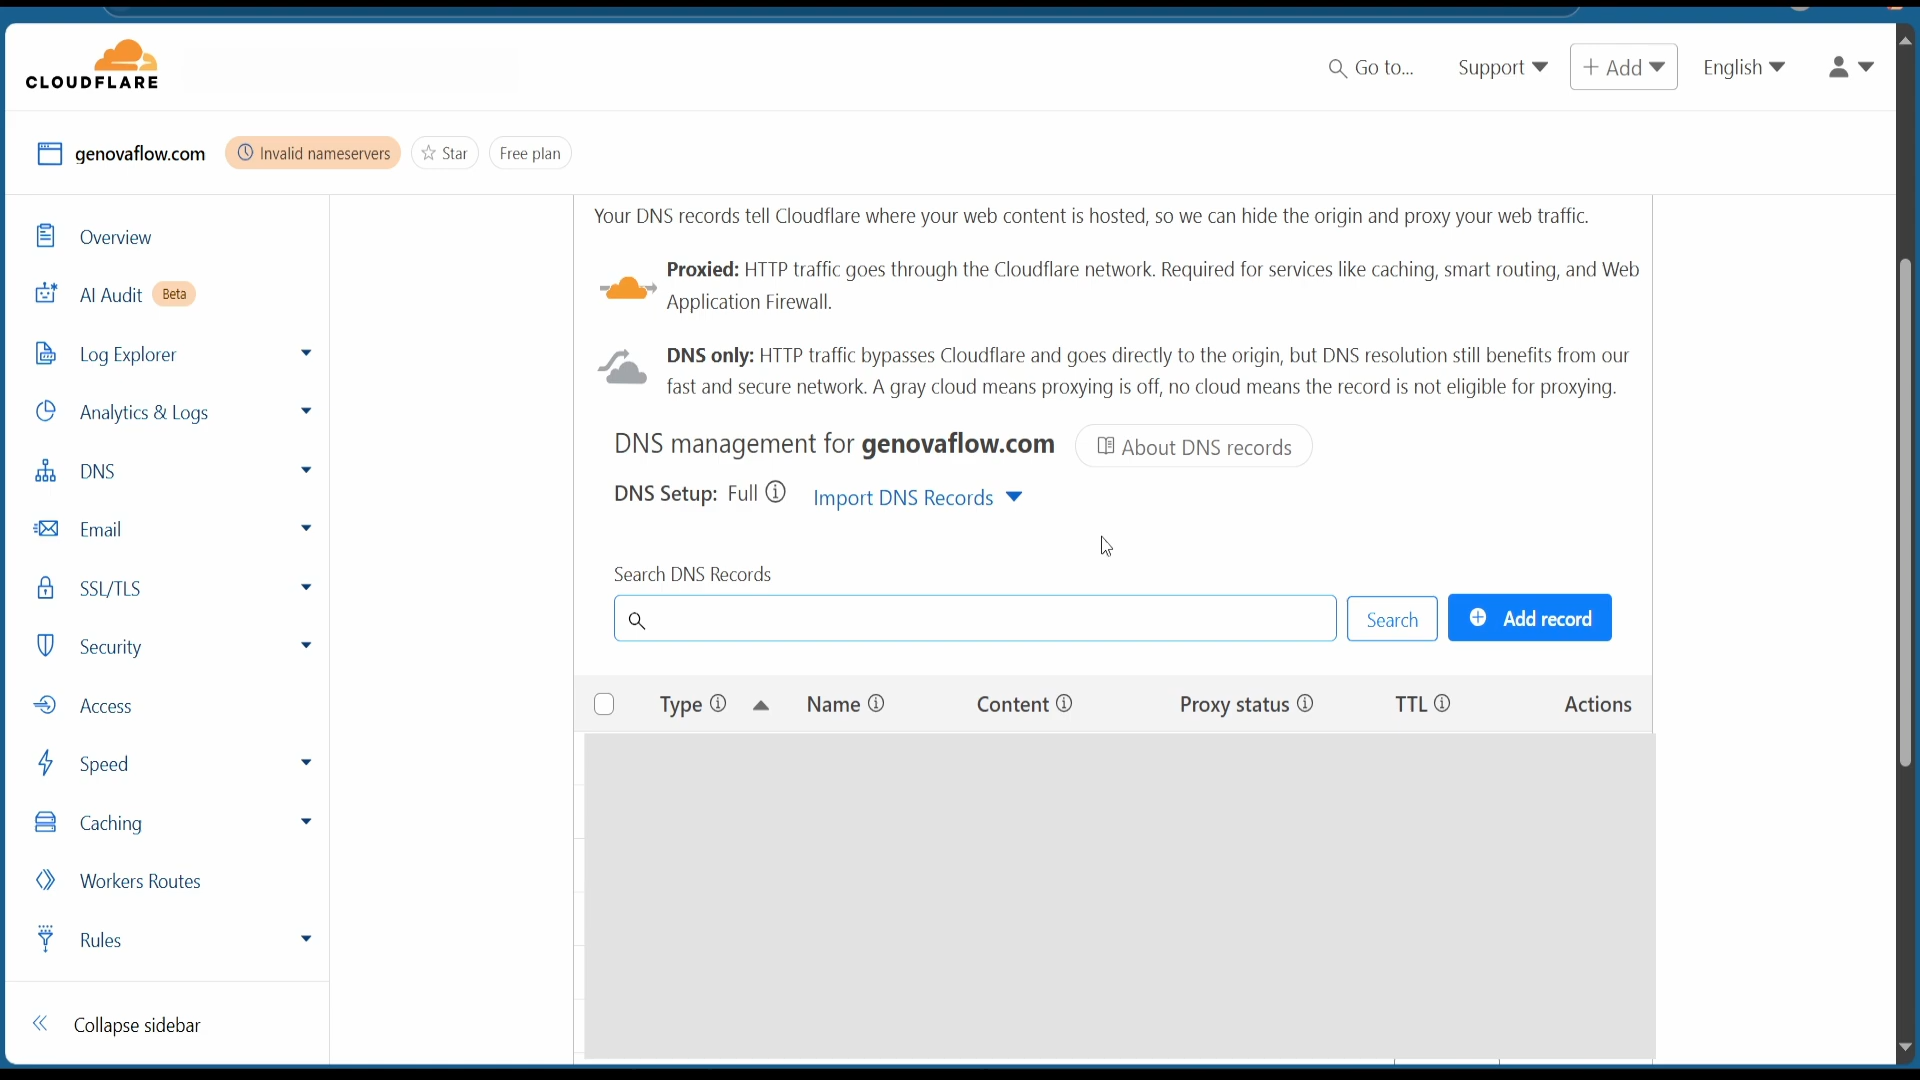 CLOUDFLARE
Go to...
Support
+ Add
English
genovaflow.com
Invalid nameservers
Star
Free plan
Overview
AI Audit Beta
Log Explorer
Analytics & Logs
DNS
Email
SSL/TLS
Security
Access
Speed
Caching
Workers Routes
Rules
Collapse sidebar
Your DNS records tell Cloudflare where your web content is hosted, so we can hide the origin and proxy your web traffic.
Proxied: HTTP traffic goes through the Cloudflare network. Required for services like caching, smart routing, and Web
Application Firewall.
DNS only: HTTP traffic bypasses Cloudflare and goes directly to the origin, but DNS resolution still benefits from our
fast and secure network. A gray cloud means proxying is off, no cloud means the record is not eligible for proxying.
DNS management for genovaflow.com
About DNS records
DNS Setup: Full
Import DNS Records
Search DNS Records
Search
Add record
Type
Name
Content
Proxy status
TTL
Actions